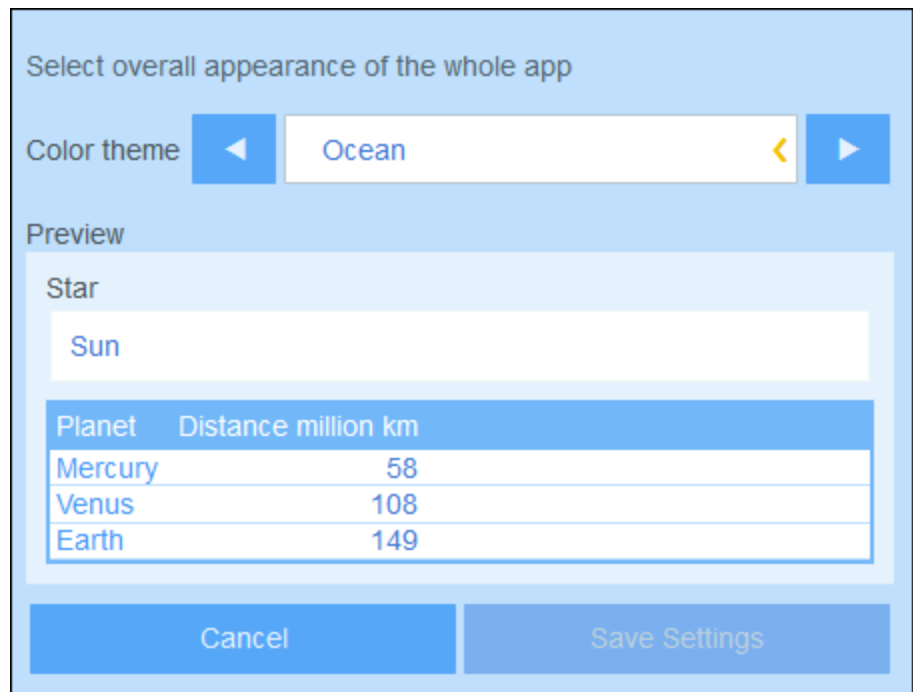 Select overall appearance of the whole app
Color theme Ocean
Preview
Star
Sun
Planet Distance million km
Mercury 58
Venus 108
Earth 149
Cancel Save Settings